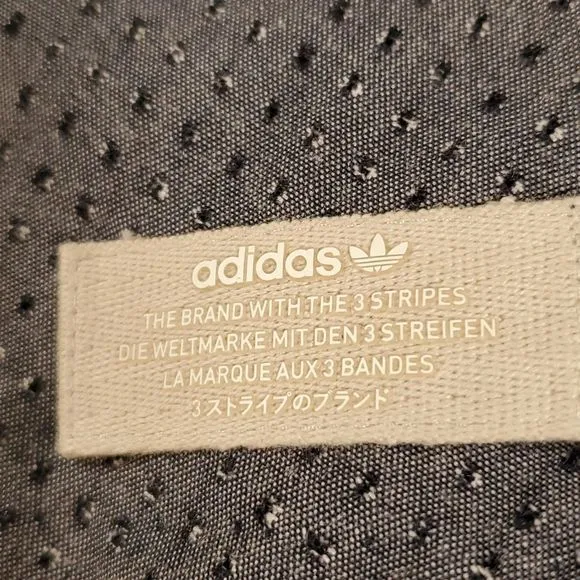 adidas
THE BRAND WITH THE 3 STRIPES
DIE WELTMARKE MIT DEN 3 STREIFEN
LA MARQUE AUX 3 BANDES
3 ストライプのブランド